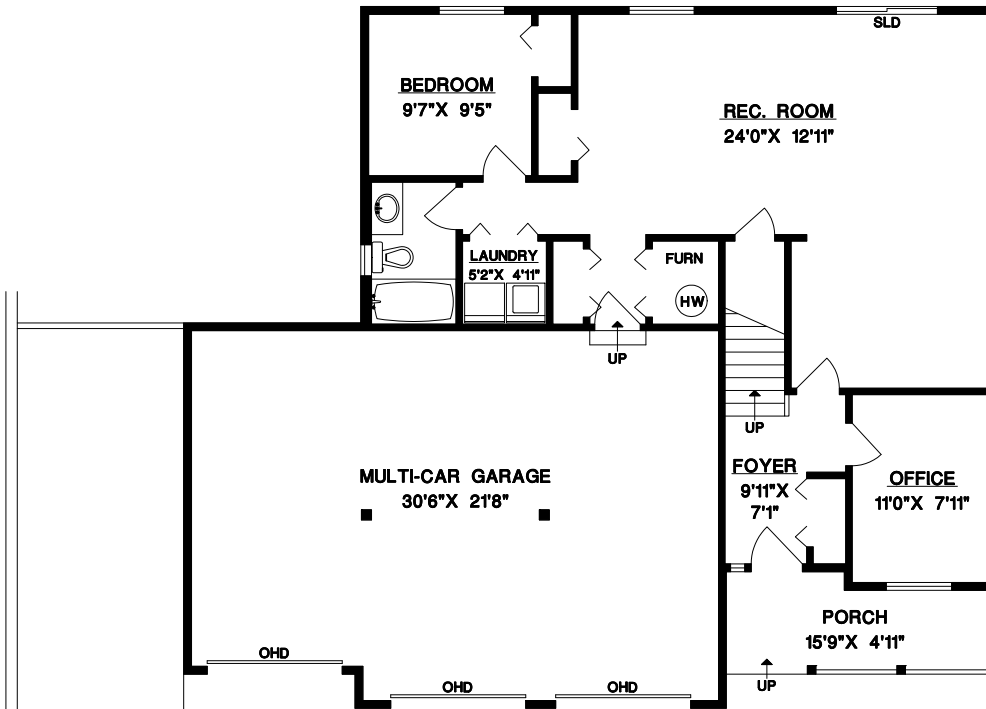 SLD
BEDROOM
9'7"X 9'5"
REC. ROOM
24'0"X 12'11"
LAUNDRY
5'2"X 4'11"
FURN
HW
UP
UP
MULTI-CAR GARAGE
30'6"X 21'8"
FOYER
9'11"X
7'1"
OFFICE
11'0"X 7'11"
PORCH
15'9"X 4'11"
OHD
OHD
OHD
UP